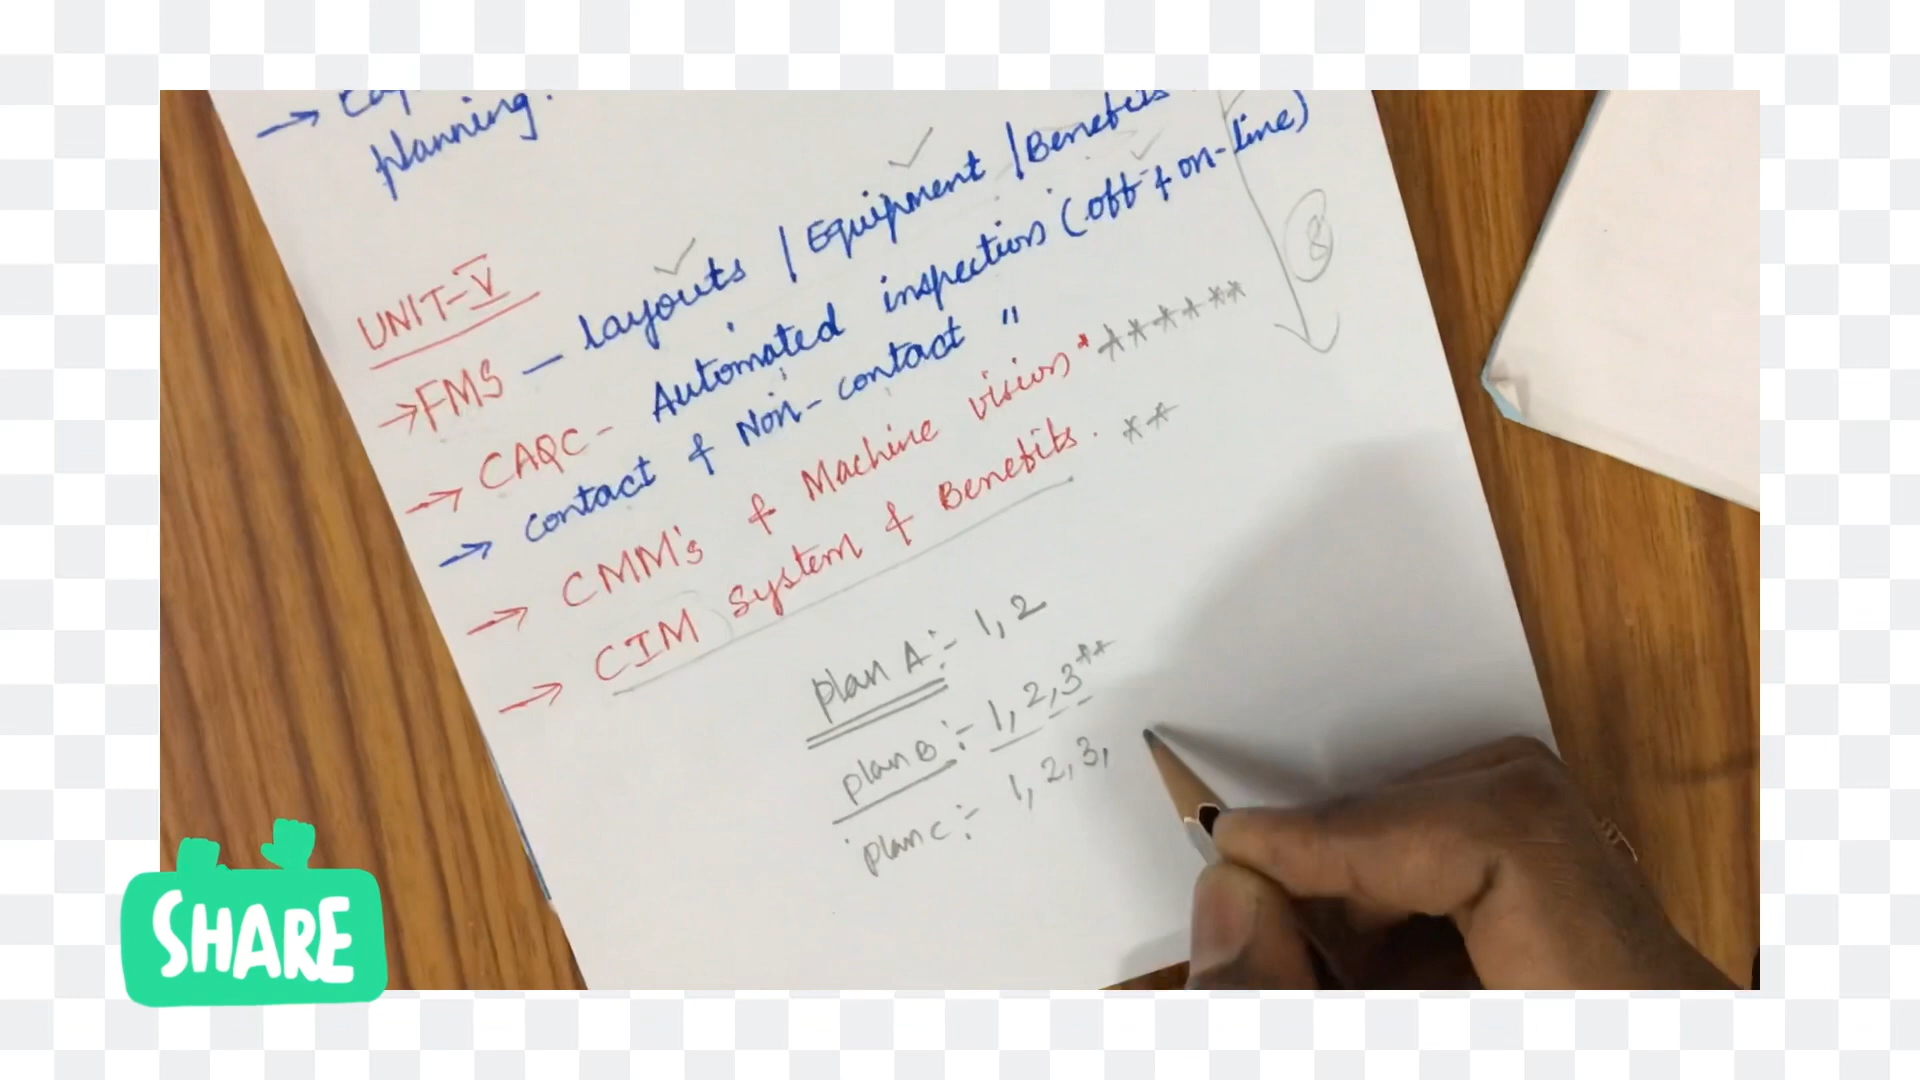 planning.
UNIT-V
→ FMS — layouts / Equipment / Benefits
→ CAQC - Automated inspection (off & on-line)
→ contact & Non-contact "
→ CMM's & Machine vision *******
→ CIM System & Benefits. **
8
plan A :- 1, 2
plan B :- 1, 2, 3**
plan C :- 1, 2, 3,
SHARE